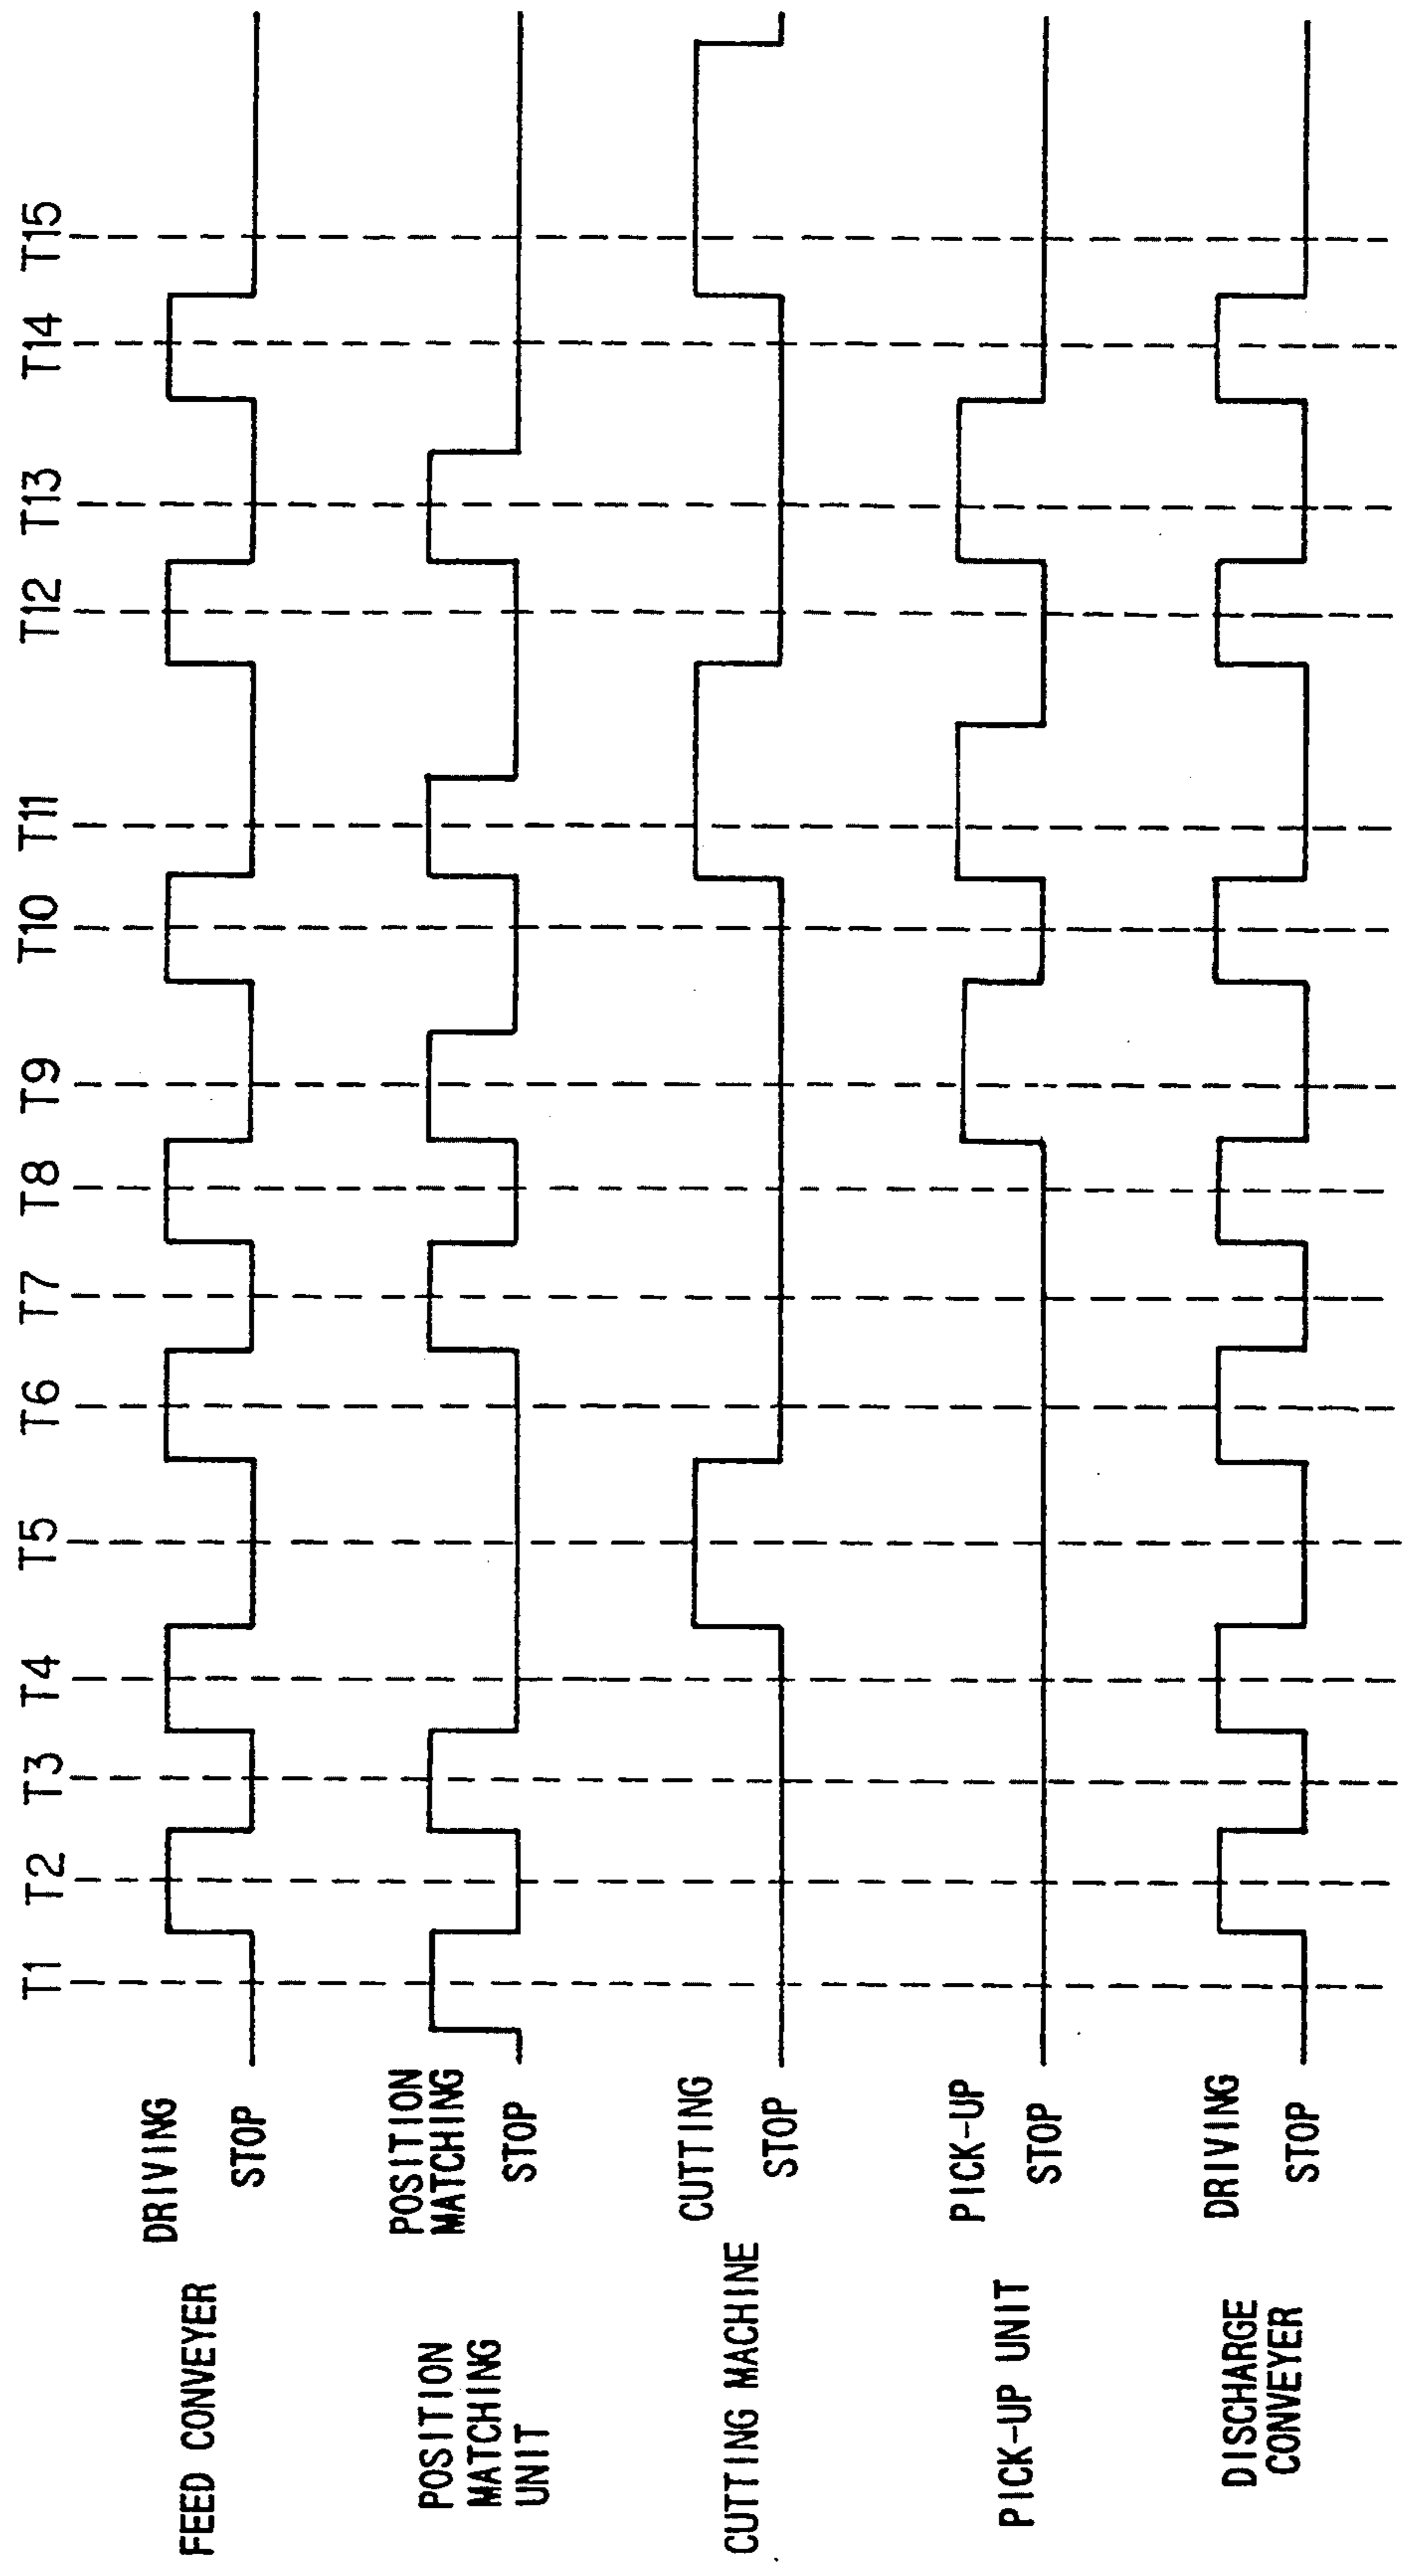 T1 T2 T3 T4 T5 T6 T7 T8 T9 T10 T11 T12 T13 T14 T15
FEED CONVEYER
DRIVING
STOP
POSITION
MATCHING
UNIT
POSITION
MATCHING
STOP
CUTTING MACHINE
CUTTING
STOP
PICK-UP UNIT
PICK-UP
STOP
DISCHARGE
CONVEYER
DRIVING
STOP